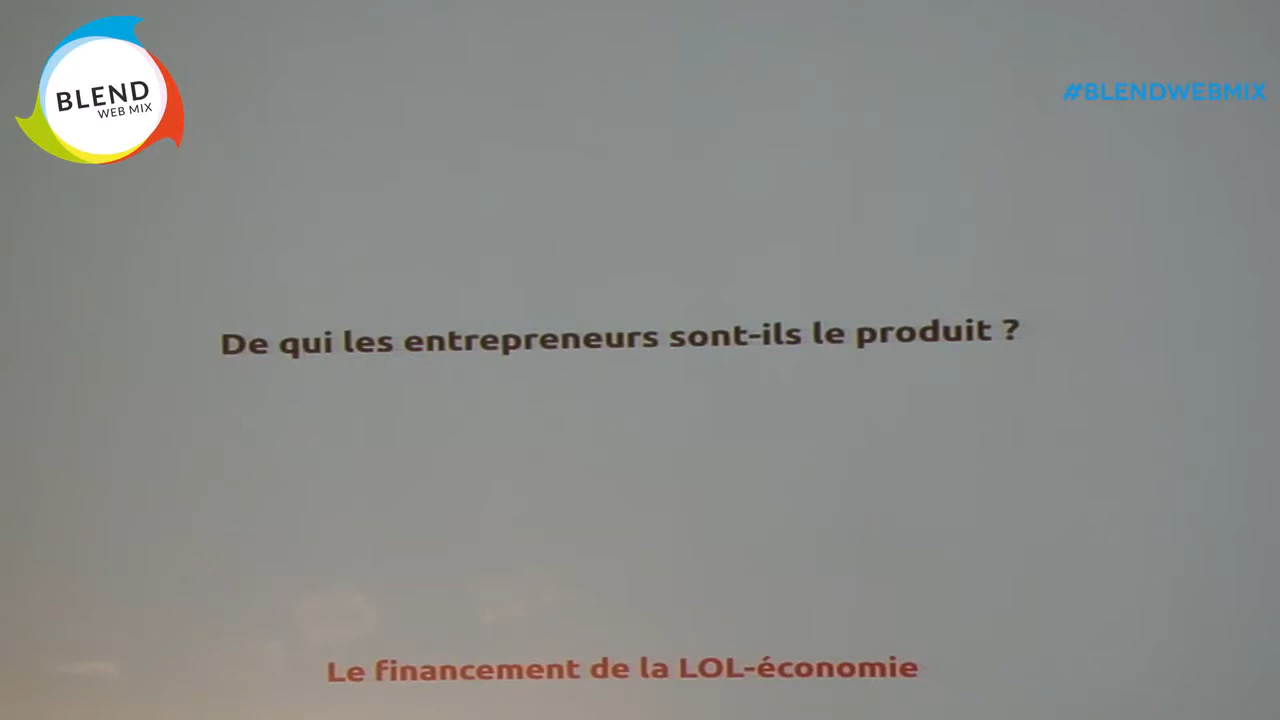 BLEND
WEB MIX
#BLENDWEBMIX
De qui les entrepreneurs sont-ils le produit ?
Le financement de la LOL-économie